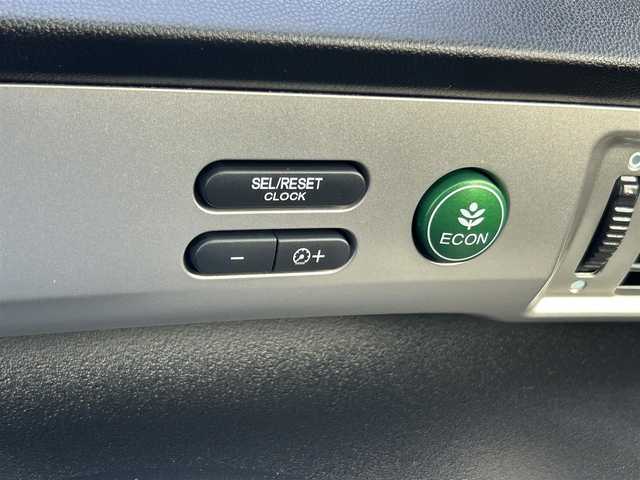 SEL/RESET
CLOCK
- +
ECON